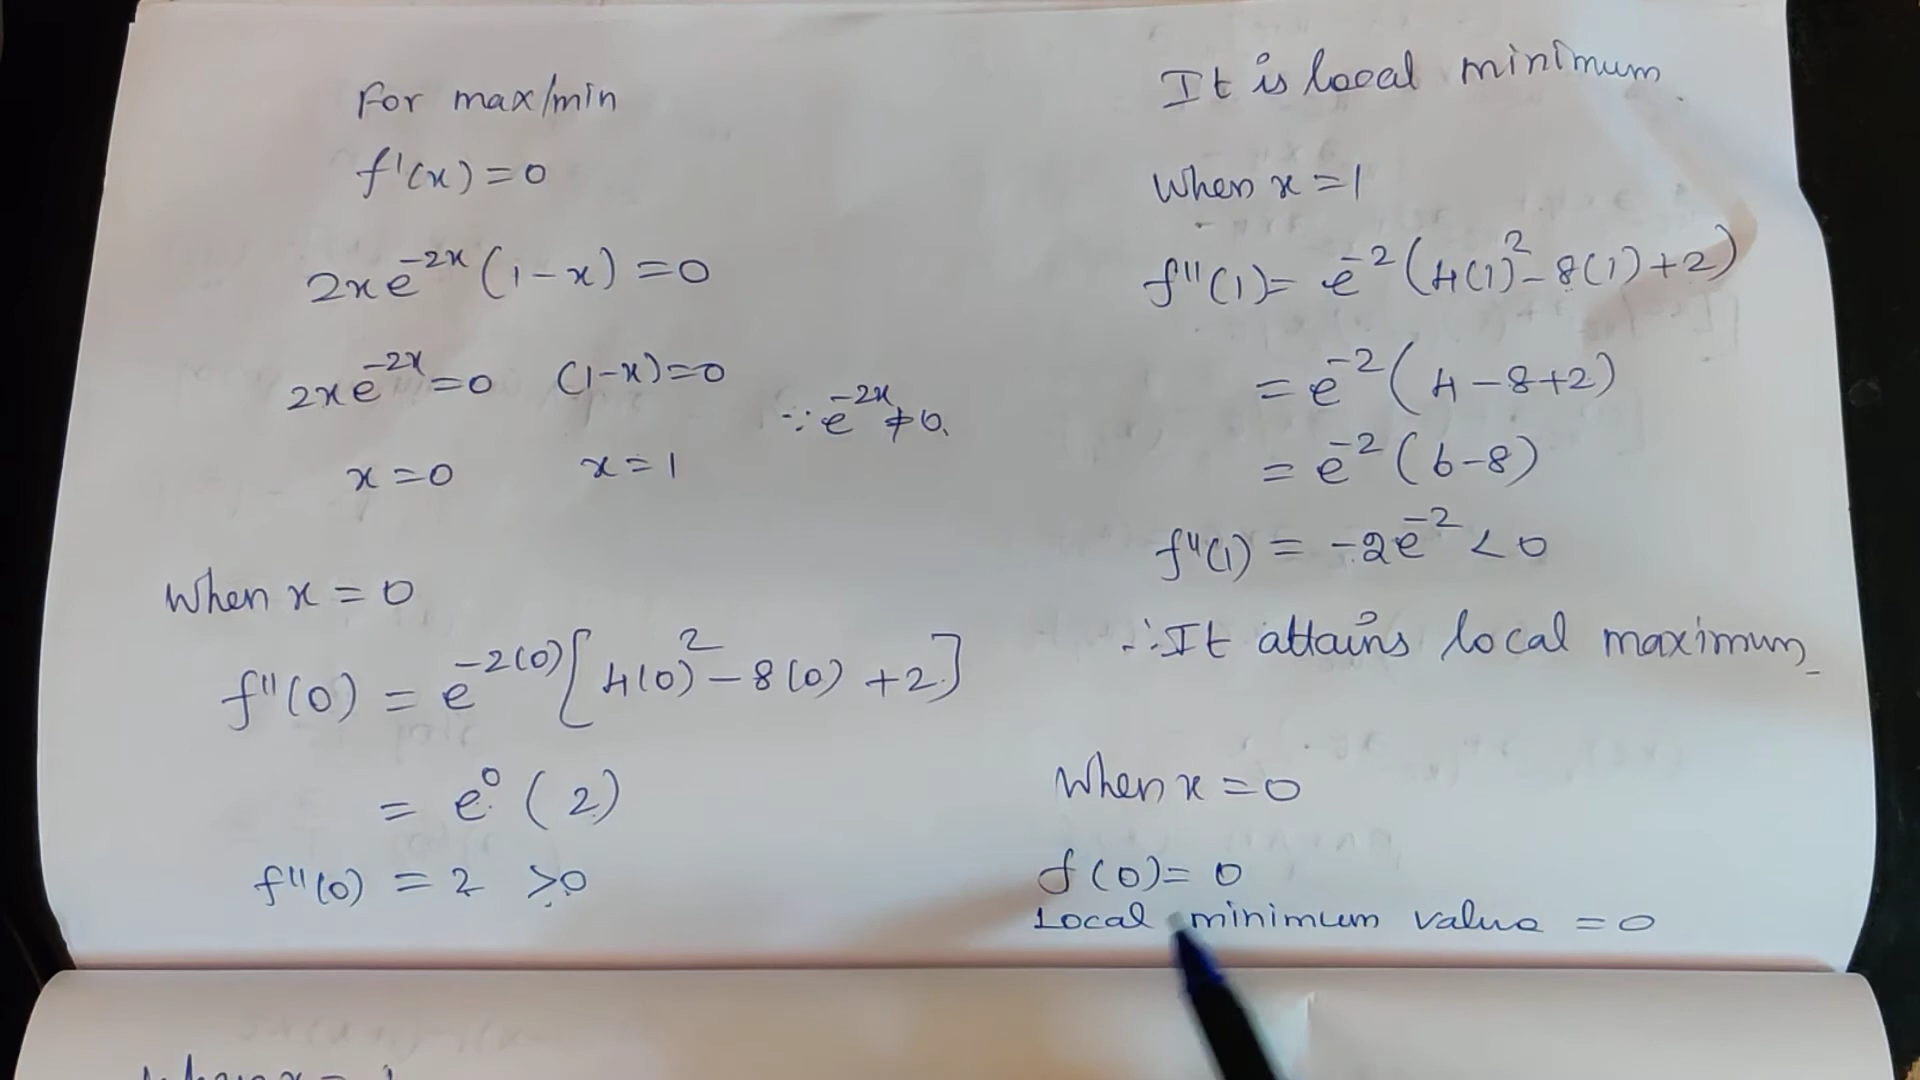 For max/min
f'(x) = 0
2xe^{-2x}(1-x) = 0
2xe^{-2x} = 0 (1-x) = 0
∵ e^{-2x} ≠ 0.
x = 0 x = 1
When x = 0
f''(0) = e^{-2(0)}[4(0)^2 - 8(0) + 2]
= e^0 (2)
f''(0) = 2 > 0
It is local minimum.
When x = 1
f''(1) = e^{-2}(4(1)^2 - 8(1) + 2)
= e^{-2}(4 - 8 + 2)
= e^{-2}(6 - 8)
f''(1) = -2e^{-2} < 0
∴ It attains local maximum
When x = 0
f(0) = 0
Local minimum value = 0